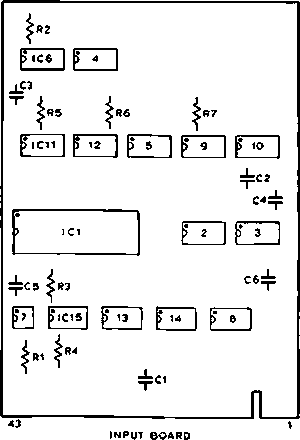 R2
IC6 4
C3
R5 R6 R7
IC11 12 5 9 10
C2
C4
IC1 2 3
C5 R3 C6
7 IC15 13 14 8
R1 R4
C1
43 1
INPUT BOARD